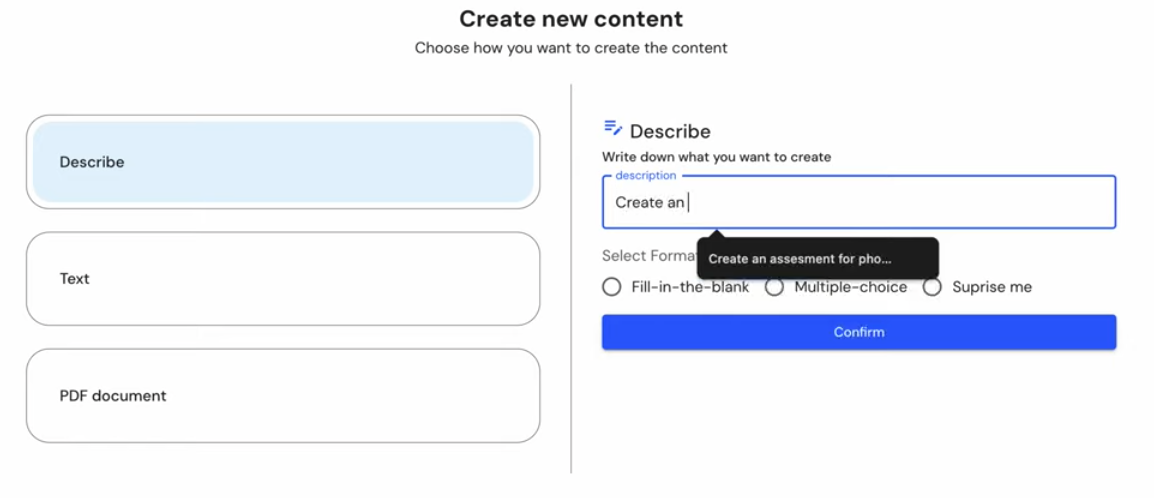 Create new content
Choose how you want to create the content
Describe
Text
PDF document
Describe
Write down what you want to create
description
Create an
Create an assesment for pho...
Select Forma
Fill-in-the-blank Multiple-choice Suprise me
Confirm